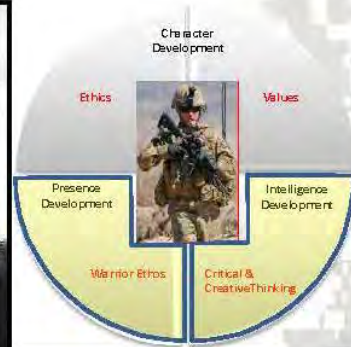 Character
Development
Ethics
Values
Presence
Development
Intelligence
Development
Warrior Ethos
Critical &
CreativeThinking